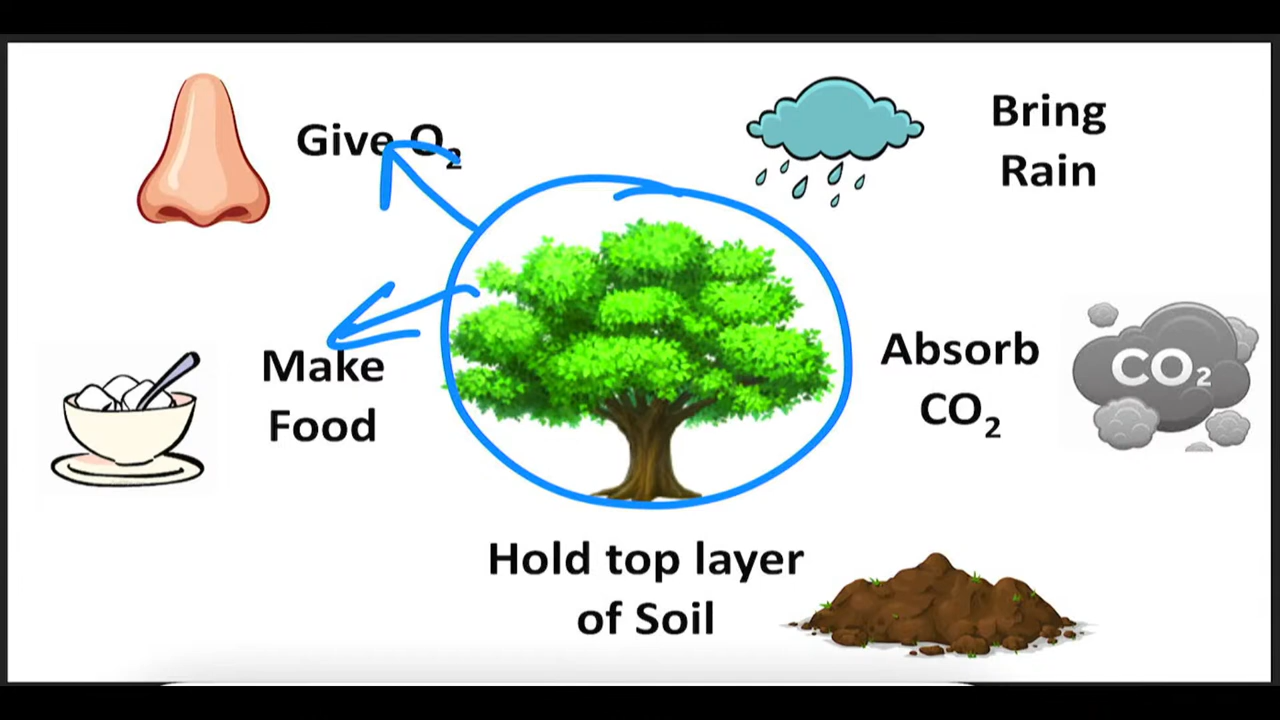 Give O₂
Bring
Rain
Make
Food
Absorb
CO₂
CO₂
Hold top layer
of Soil